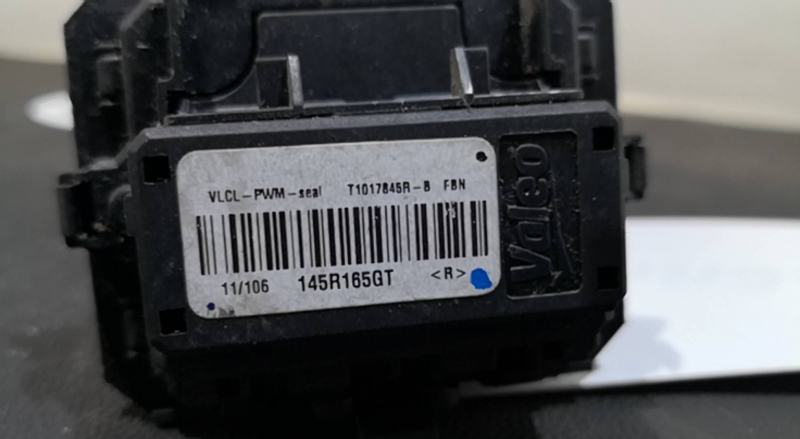 VLCL-PWM-seal T1017845R-B FBN
11/106 145R165GT <R>
Valeo